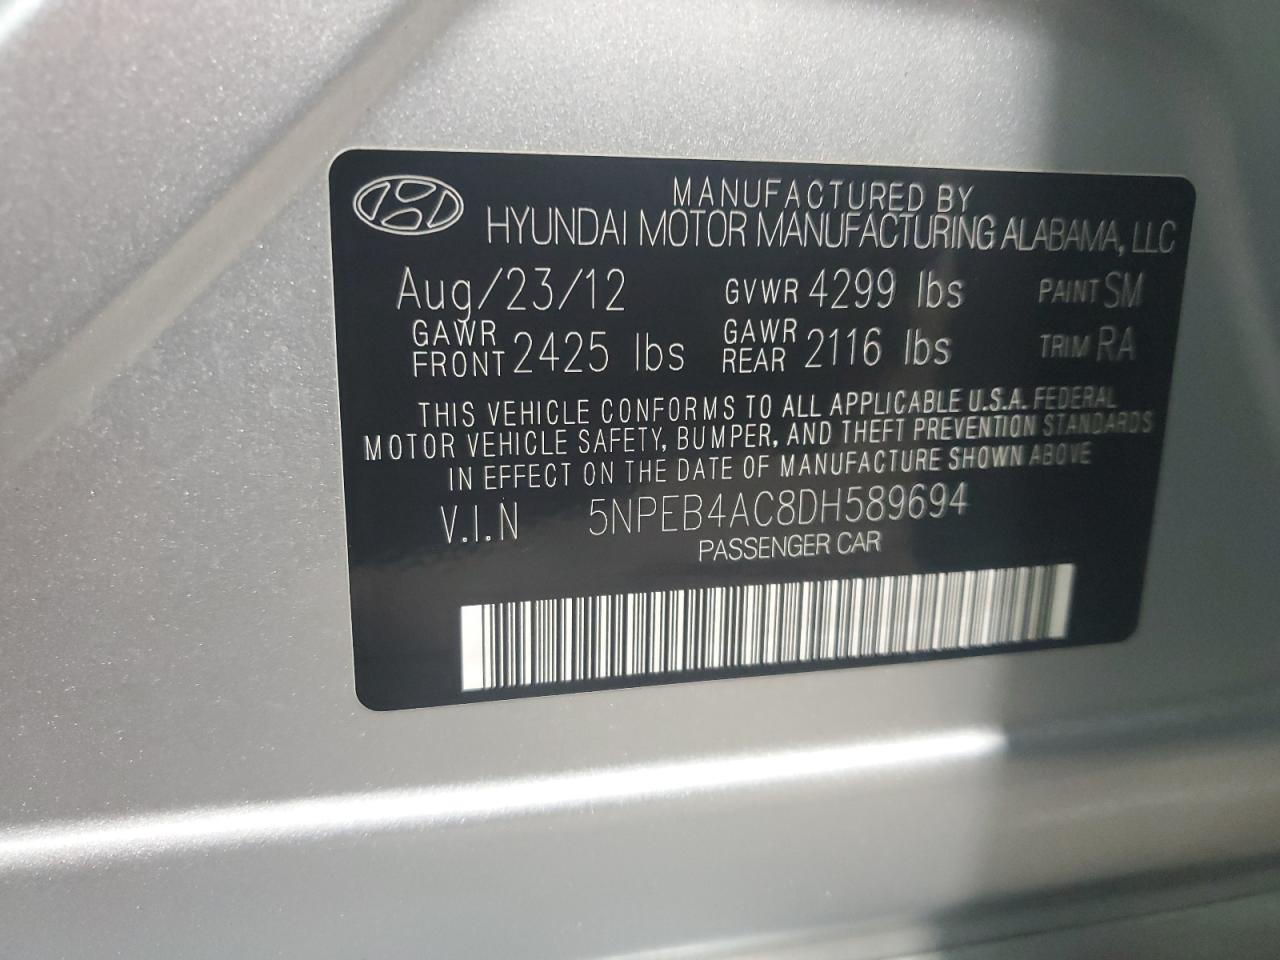 MANUFACTURED BY
HYUNDAI MOTOR MANUFACTURING ALABAMA, LLC
Aug/23/12 GVWR 4299 lbs PAINT SM
GAWR FRONT 2425 lbs GAWR REAR 2116 lbs TRIM RA
THIS VEHICLE CONFORMS TO ALL APPLICABLE U.S.A. FEDERAL
MOTOR VEHICLE SAFETY, BUMPER, AND THEFT PREVENTION STANDARDS
IN EFFECT ON THE DATE OF MANUFACTURE SHOWN ABOVE
V.I.N 5NPEB4AC8DH589694
PASSENGER CAR